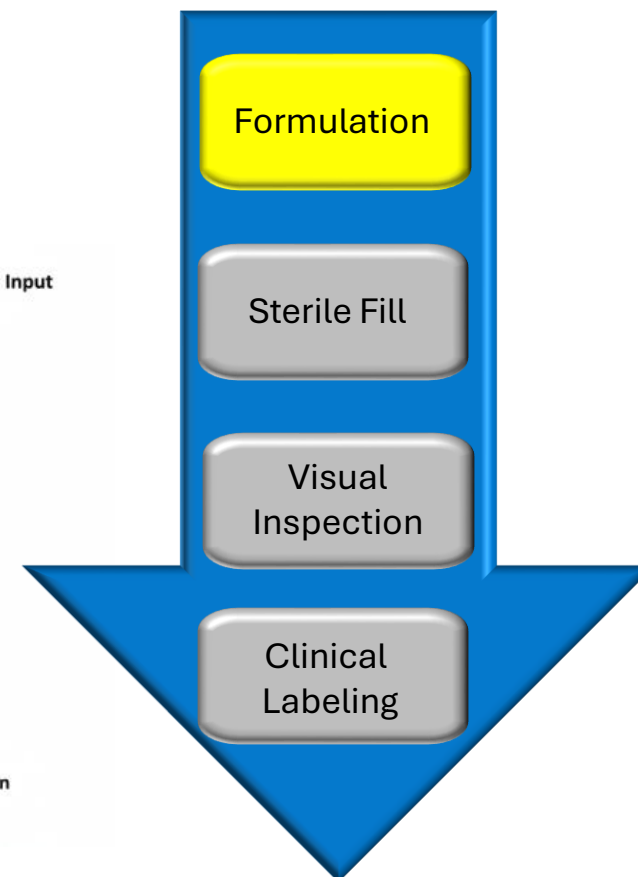 Formulation
Input
Sterile Fill
Visual
Inspection
Clinical
Labeling